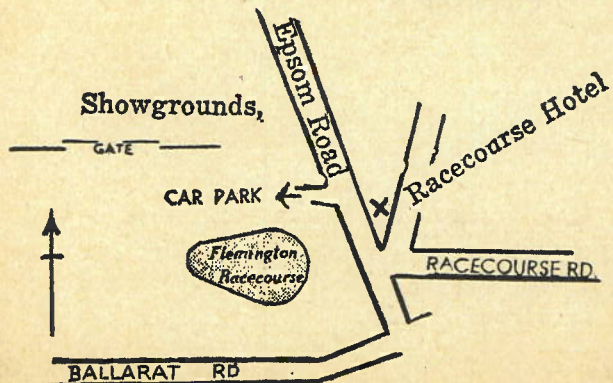 Epsom Road
Showgrounds,
Racecourse Hotel
GATE
CAR PARK
Flemington
Racecourse
RACECOURSE RD.
BALLARAT RD